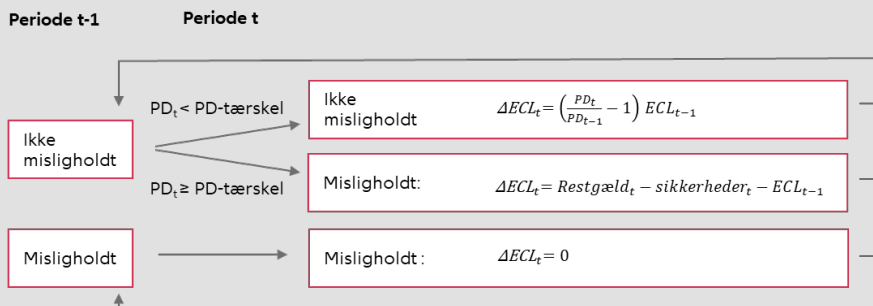 Periode t-1
Periode t
PDt < PD-tærskel
Ikke
misligholdt
Ikke
misligholdt
ΔECLt = (PDt/PDt−1 − 1) ECLt−1
PDt ≥ PD-tærskel
Misligholdt:
ΔECLt = Restgældt − sikkerhedert − ECLt−1
Misligholdt
Misligholdt :
ΔECLt = 0